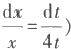 dx/x = dt/4t)